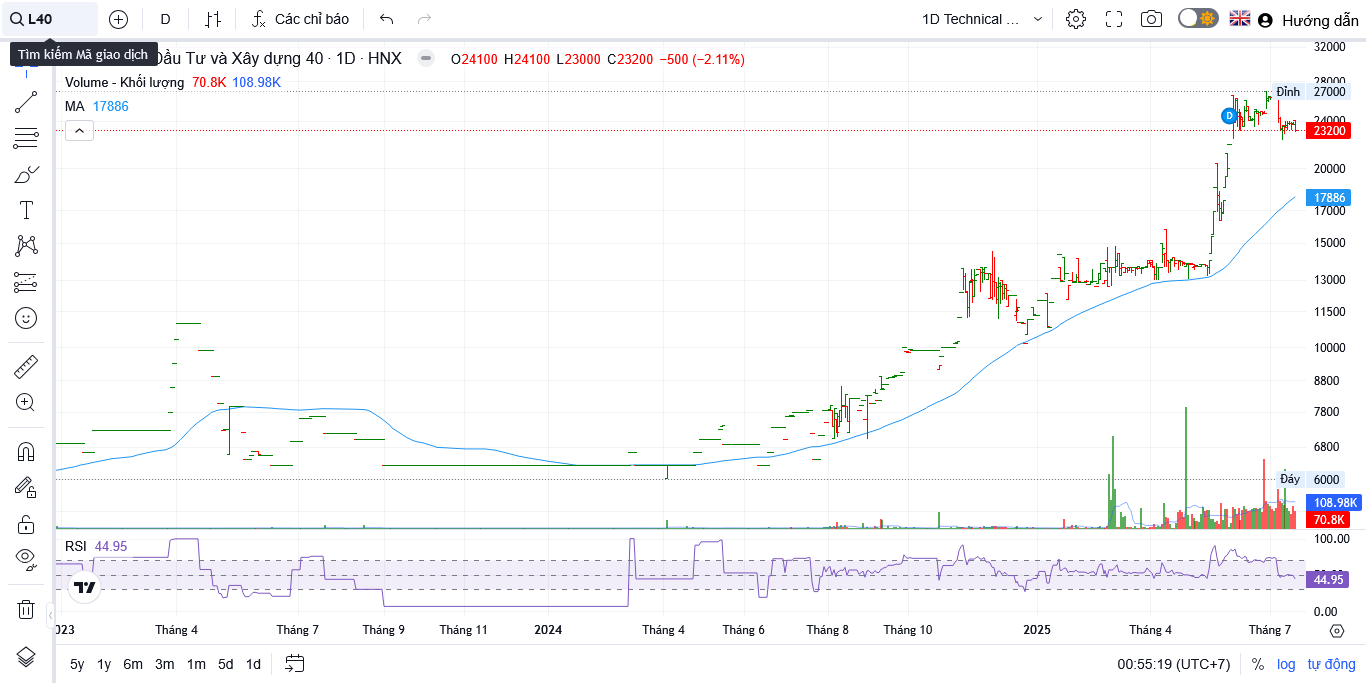 L40
D
Các chỉ báo
1D Technical ...
Hướng dẫn
Tìm kiếm Mã giao dịch
Đầu Tư và Xây dựng 40 · 1D · HNX
O24100 H24100 L23000 C23200 −500 (−2.11%)
Volume - Khối lượng 70.8K 108.98K
MA 17886
32000
28000
Đỉnh 27000
D
24000
23200
20000
17886
17000
15000
13000
11500
10000
8800
7800
6800
Đáy 6000
108.98K
70.8K
RSI 44.95
100.00
44.95
0.00
023 Tháng 4 Tháng 7 Tháng 9 Tháng 11 2024 Tháng 4 Tháng 6 Tháng 8 Tháng 10 2025 Tháng 4 Tháng 7
5y 1y 6m 3m 1m 5d 1d
00:55:19 (UTC+7) % log tự động